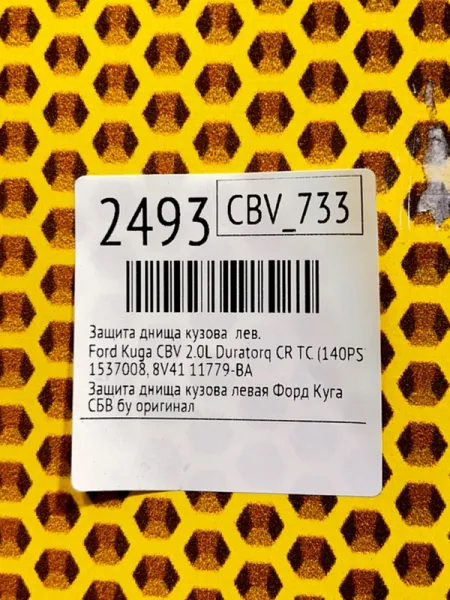 2493 CBV_733
Защита днища кузова лев.
Ford Kuga CBV 2.0L Duratorq CR TC (140PS
1537008, 8V41 11779-BA
Защита днища кузова левая Форд Куга
СБВ бу оригинал